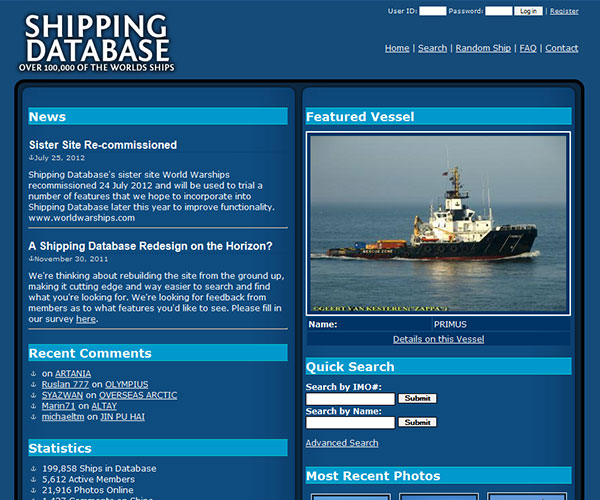 User ID: Password: Log in | Register
SHIPPING
DATABASE
OVER 100,000 OF THE WORLDS SHIPS
Home | Search | Random Ship | FAQ | Contact
News
Sister Site Re-commissioned
July 25, 2012
Shipping Database's sister site World Warships
recommissioned 24 July 2012 and will be used to trial a
number of features that we hope to incorporate into
Shipping Database later this year to improve functionality.
www.worldwarships.com
A Shipping Database Redesign on the Horizon?
November 30, 2011
We're thinking about rebuilding the site from the ground up,
making it cutting edge and way easier to search and find
what you're looking for. We're looking for feedback from
members as to what features you'd like to see. Please fill in
our survey here.
Recent Comments
on ARTANIA
Ruslan 777 on OLYMPIUS
SYAZWAN on OVERSEAS ARCTIC
Marin71 on ALTAY
michaeltm on JIN PU HAI
Statistics
199,858 Ships in Database
5,612 Active Members
21,916 Photos Online
1,427 Comments on Ships
Featured Vessel
RESCUE ZONE
©GEERT VAN KESTEREN("ZAPPA")
Name: PRIMUS
Details on this Vessel
Quick Search
Search by IMO#:
Submit
Search by Name:
Submit
Advanced Search
Most Recent Photos